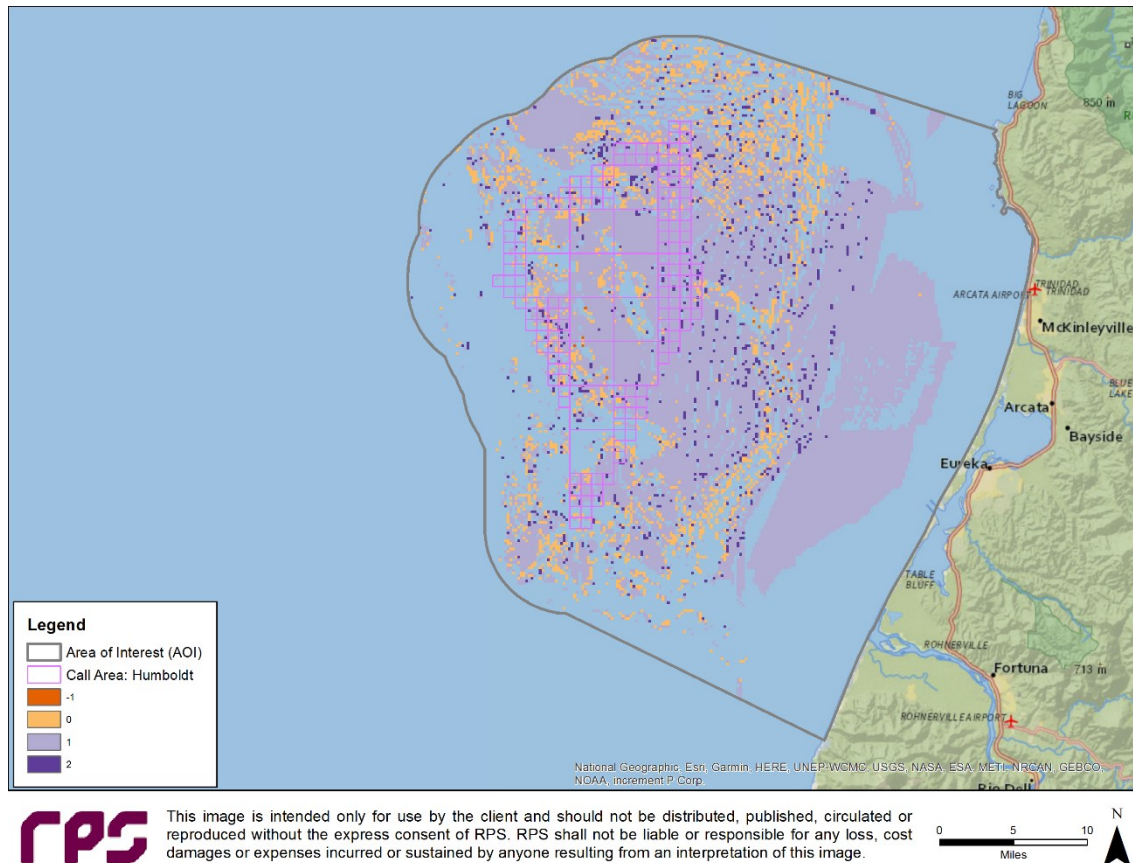 BIG
LAGOON
850 m
TRINIDAD
ARCATA AIRPORT
TRINIDAD
McKinleyville
BLUE
LAKE
Arcata
Bayside
Eureka
TABLE
BLUFF
ROHNERVILLE
Fortuna
713 m
ROHNERVILLE AIRPORT
Rio Dell
Legend
Area of Interest (AOI)
Call Area: Humboldt
-1
0
1
2
National Geographic, Esri, Garmin, HERE, UNEP-WCMC, USGS, NASA, ESA, METI, NRCAN, GEBCO,
NOAA, increment P Corp.
rps
This image is intended only for use by the client and should not be distributed, published, circulated or
reproduced without the express consent of RPS. RPS shall not be liable or responsible for any loss, cost
damages or expenses incurred or sustained by anyone resulting from an interpretation of this image.
0 5 10
Miles
N